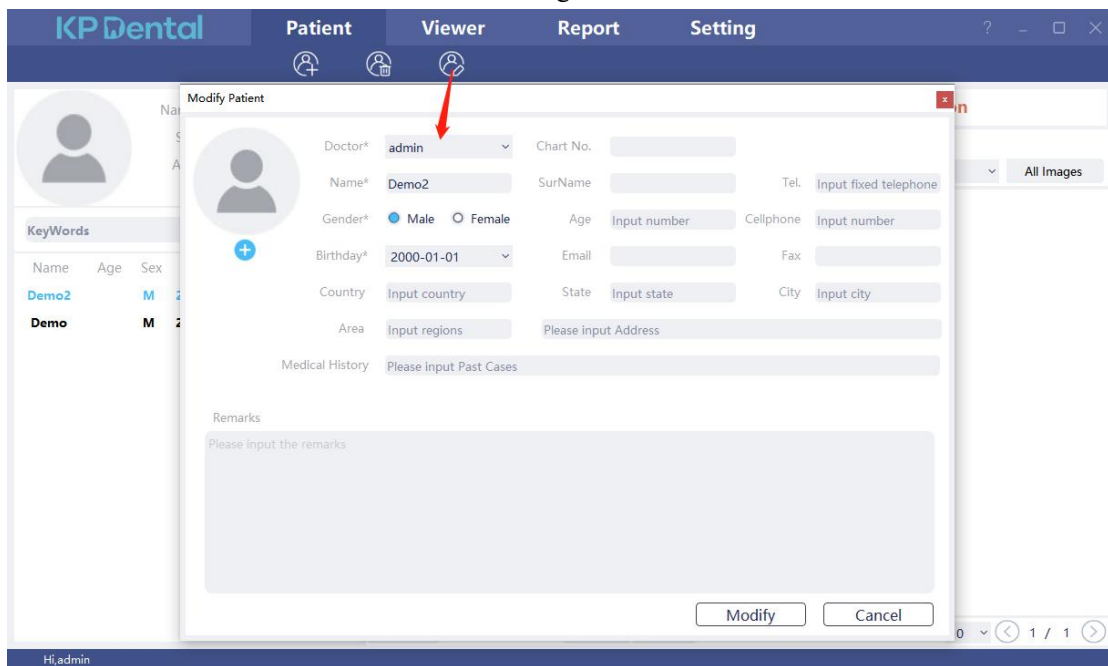 KP Dental Patient Viewer Report Setting ?
Modify Patient
Doctor* admin Chart No.
Name* Demo2 SurName Tel. Input fixed telephone
Gender* Male Female Age Input number Cellphone Input number
Birthday* 2000-01-01 Email Fax
Country Input country State Input state City Input city
Area Input regions Please input Address
Medical History Please input Past Cases
Remarks
Please input the remarks
Modify Cancel
All Images
KeyWords
Name Age Sex
Demo2 M
Demo M
1 / 1
Hi,admin